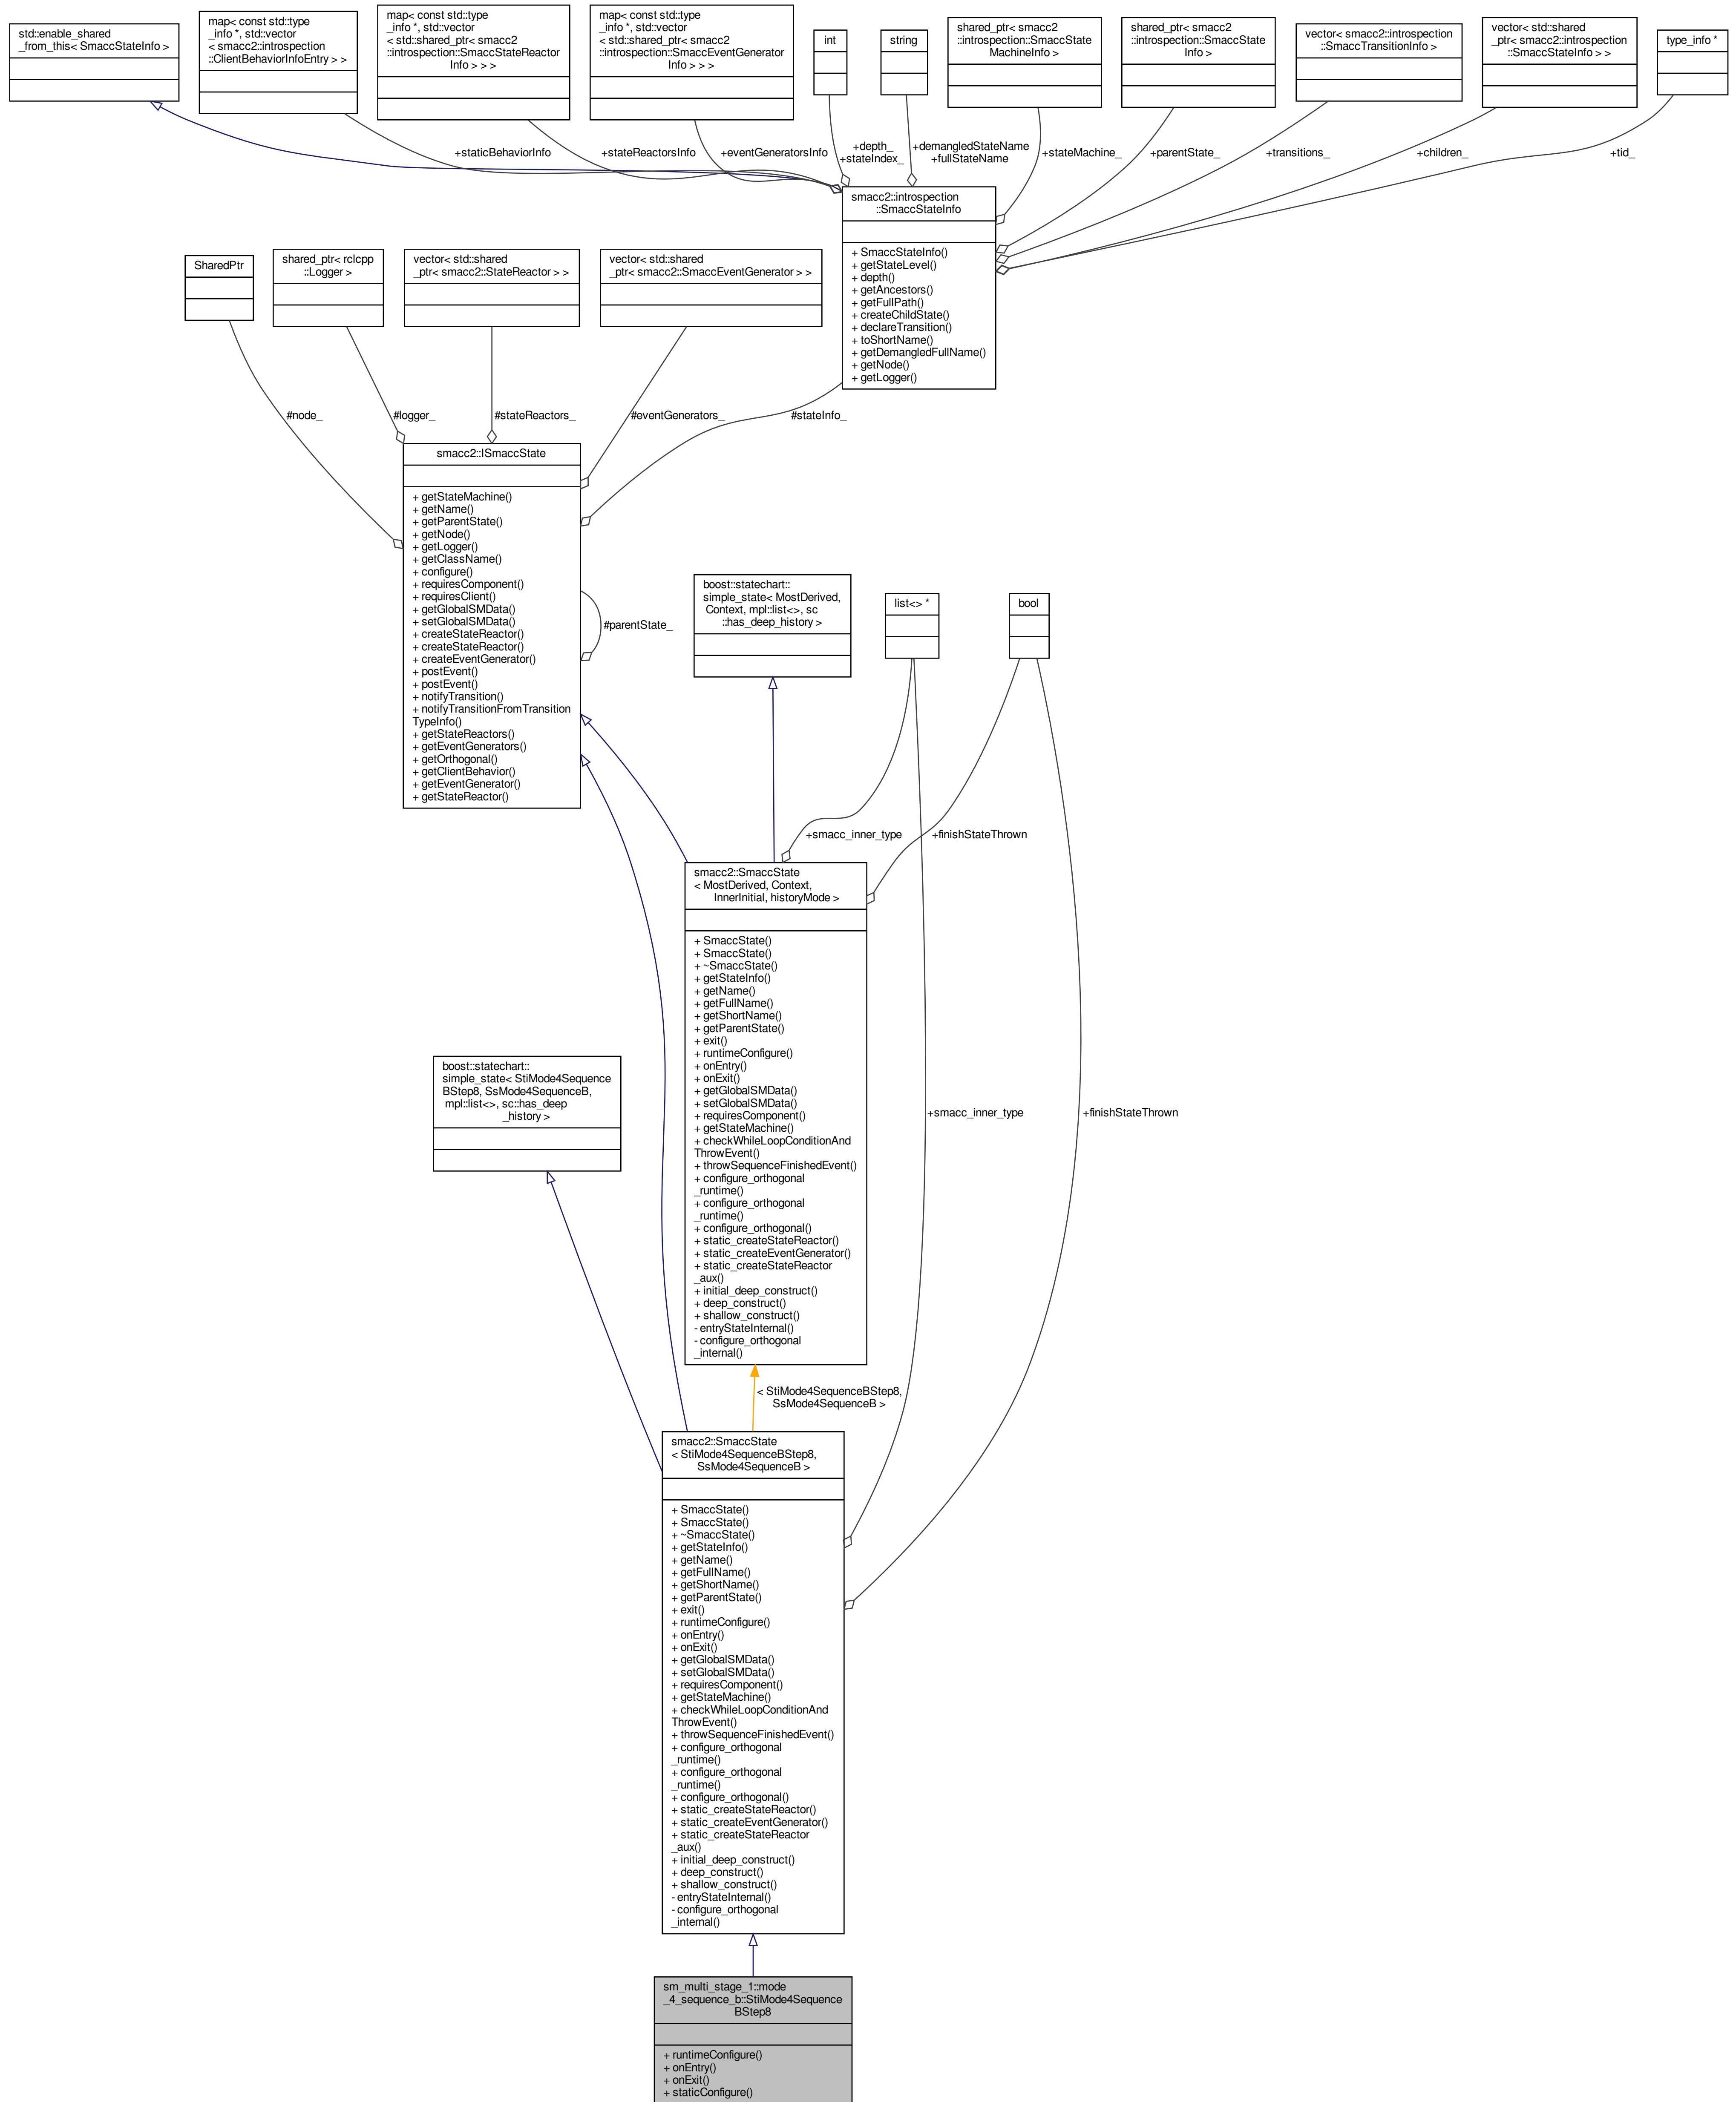 std::enable_shared
_from_this< SmaccStateInfo >
map< const std::type
_info *, std::vector
< smacc2::introspection
::ClientBehaviorInfoEntry > >
map< const std::type
_info *, std::vector
< std::shared_ptr< smacc2
::introspection::SmaccStateReactor
Info > > >
map< const std::type
_info *, std::vector
< std::shared_ptr< smacc2
::introspection::SmaccEventGenerator
Info > > >
int
string
shared_ptr< smacc2
::introspection::SmaccState
MachineInfo >
shared_ptr< smacc2
::introspection::SmaccState
Info >
vector< smacc2::introspection
::SmaccTransitionInfo >
vector< std::shared
_ptr< smacc2::introspection
::SmaccStateInfo > >
type_info *
+staticBehaviorInfo
+stateReactorsInfo
+eventGeneratorsInfo
+depth_
+stateIndex_
+demangledStateName
+fullStateName
+stateMachine_
+parentState_
+transitions_
+children_
+tid_
smacc2::introspection
::SmaccStateInfo
+ SmaccStateInfo()
+ getStateLevel()
+ depth()
+ getAncestors()
+ getFullPath()
+ createChildState()
+ declareTransition()
+ toShortName()
+ getDemangledFullName()
+ getNode()
+ getLogger()
SharedPtr
shared_ptr< rclcpp
::Logger >
vector< std::shared
_ptr< smacc2::StateReactor > >
vector< std::shared
_ptr< smacc2::SmaccEventGenerator > >
#node_
#logger_
#stateReactors_
#eventGenerators_
#stateInfo_
smacc2::ISmaccState
+ getStateMachine()
+ getName()
+ getParentState()
+ getNode()
+ getLogger()
+ getClassName()
+ configure()
+ requiresComponent()
+ requiresClient()
+ getGlobalSMData()
+ setGlobalSMData()
+ createStateReactor()
+ createStateReactor()
+ createEventGenerator()
+ postEvent()
+ postEvent()
+ notifyTransition()
+ notifyTransitionFromTransition
TypeInfo()
+ getStateReactors()
+ getEventGenerators()
+ getOrthogonal()
+ getClientBehavior()
+ getEventGenerator()
+ getStateReactor()
#parentState_
boost::statechart::
simple_state< MostDerived,
Context, mpl::list<>, sc
::has_deep_history >
list<> *
bool
+smacc_inner_type
+finishStateThrown
smacc2::SmaccState
< MostDerived, Context,
InnerInitial, historyMode >
+ SmaccState()
+ SmaccState()
+ ~SmaccState()
+ getStateInfo()
+ getName()
+ getFullName()
+ getShortName()
+ getParentState()
+ exit()
+ runtimeConfigure()
+ onEntry()
+ onExit()
+ getGlobalSMData()
+ setGlobalSMData()
+ requiresComponent()
+ getStateMachine()
+ checkWhileLoopConditionAnd
ThrowEvent()
+ throwSequenceFinishedEvent()
+ configure_orthogonal
_runtime()
+ configure_orthogonal
_runtime()
+ configure_orthogonal()
+ static_createStateReactor()
+ static_createEventGenerator()
+ static_createStateReactor
_aux()
+ initial_deep_construct()
+ deep_construct()
+ shallow_construct()
- entryStateInternal()
- configure_orthogonal
_internal()
boost::statechart::
simple_state< StiMode4Sequence
BStep8, SsMode4SequenceB,
mpl::list<>, sc::has_deep
_history >
+smacc_inner_type
+finishStateThrown
< StiMode4SequenceBStep8,
SsMode4SequenceB >
smacc2::SmaccState
< StiMode4SequenceBStep8,
SsMode4SequenceB >
+ SmaccState()
+ SmaccState()
+ ~SmaccState()
+ getStateInfo()
+ getName()
+ getFullName()
+ getShortName()
+ getParentState()
+ exit()
+ runtimeConfigure()
+ onEntry()
+ onExit()
+ getGlobalSMData()
+ setGlobalSMData()
+ requiresComponent()
+ getStateMachine()
+ checkWhileLoopConditionAnd
ThrowEvent()
+ throwSequenceFinishedEvent()
+ configure_orthogonal
_runtime()
+ configure_orthogonal
_runtime()
+ configure_orthogonal()
+ static_createStateReactor()
+ static_createEventGenerator()
+ static_createStateReactor
_aux()
+ initial_deep_construct()
+ deep_construct()
+ shallow_construct()
- entryStateInternal()
- configure_orthogonal
_internal()
sm_multi_stage_1::mode
_4_sequence_b::StiMode4Sequence
BStep8
+ runtimeConfigure()
+ onEntry()
+ onExit()
+ staticConfigure()